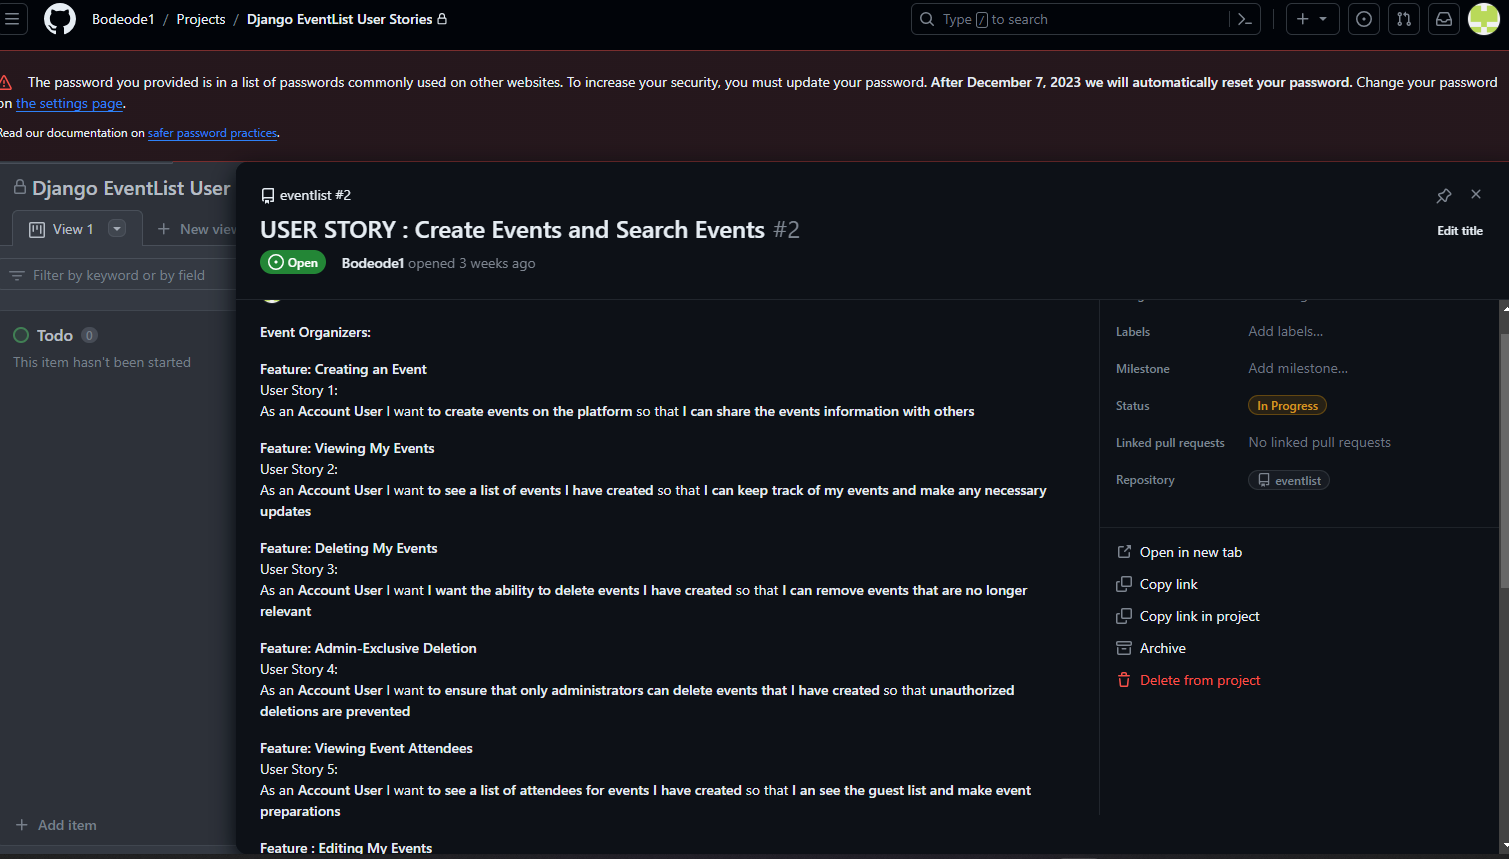 Bodeode1 / Projects / Django EventList User Stories
Type / to search
The password you provided is in a list of passwords commonly used on other websites. To increase your security, you must update your password. After December 7, 2023 we will automatically reset your password. Change your password
on the settings page.
Read our documentation on safer password practices.
Django EventList User
View 1
New view
Filter by keyword or by field
Todo 0
This item hasn't been started
Add item
eventlist #2
USER STORY : Create Events and Search Events #2
Edit title
Open
Bodeode1 opened 3 weeks ago
Event Organizers:
Feature: Creating an Event
User Story 1:
As an Account User I want to create events on the platform so that I can share the events information with others
Feature: Viewing My Events
User Story 2:
As an Account User I want to see a list of events I have created so that I can keep track of my events and make any necessary
updates
Feature: Deleting My Events
User Story 3:
As an Account User I want I want the ability to delete events I have created so that I can remove events that are no longer
relevant
Feature: Admin-Exclusive Deletion
User Story 4:
As an Account User I want to ensure that only administrators can delete events that I have created so that unauthorized
deletions are prevented
Feature: Viewing Event Attendees
User Story 5:
As an Account User I want to see a list of attendees for events I have created so that I an see the guest list and make event
preparations
Feature : Editing My Events
Labels
Add labels...
Milestone
Add milestone...
Status
In Progress
Linked pull requests
No linked pull requests
Repository
eventlist
Open in new tab
Copy link
Copy link in project
Archive
Delete from project